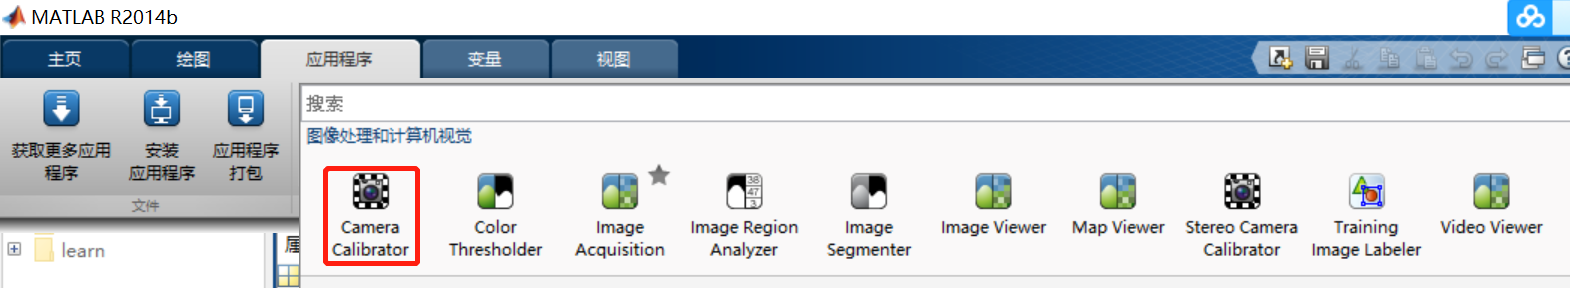 MATLAB R2014b
主页
绘图
应用程序
变量
视图
获取更多应用
程序
安装
应用程序
应用程序
打包
文件
搜索
图像处理和计算机视觉
Camera
Calibrator
Color
Thresholder
Image
Acquisition
38
47
3
Image Region
Analyzer
Image
Segmenter
Image Viewer
Map Viewer
Stereo Camera
Calibrator
Training
Image Labeler
Video Viewer
learn